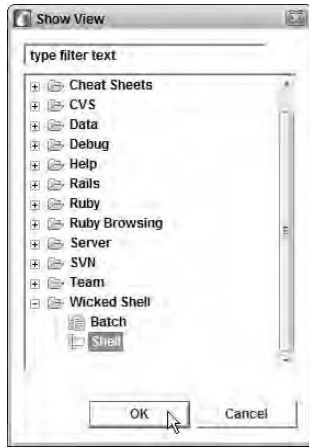 Show View
type filter text
Cheat Sheets
CVS
Data
Debug
Help
Rails
Ruby
Ruby Browsing
Server
SVN
Team
Wicked Shell
Batch
Shell
OK
Cancel